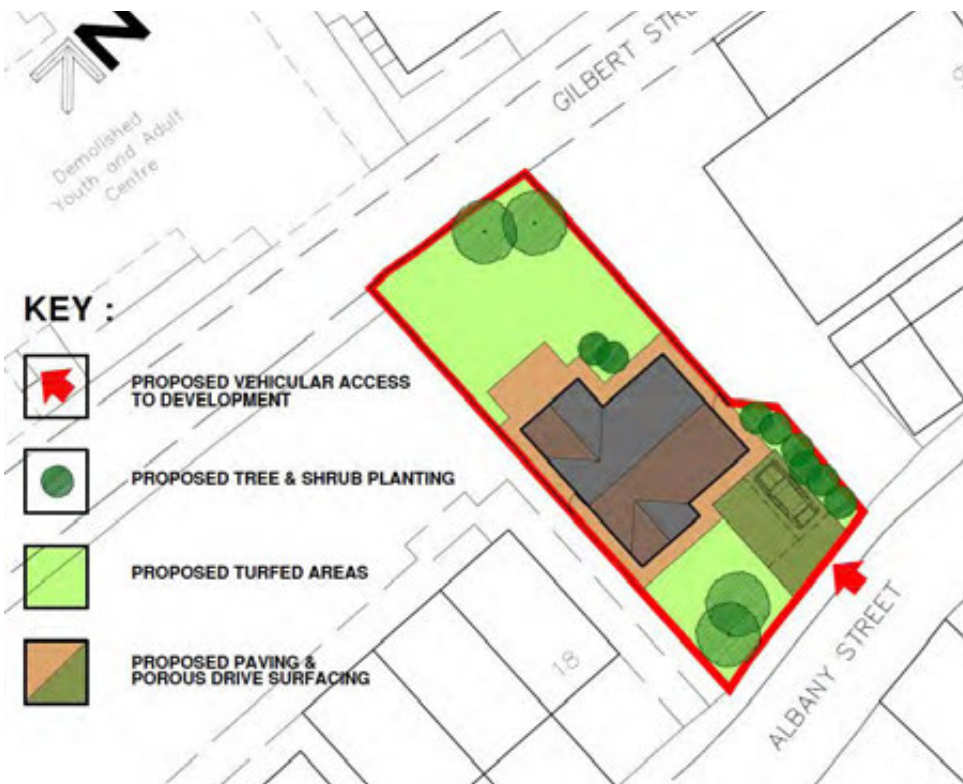 N
Demolished
Youth and Adult
Centre
GILBERT
KEY :
PROPOSED VEHICULAR ACCESS
TO DEVELOPMENT
PROPOSED TREE & SHRUB PLANTING
PROPOSED TURFED AREAS
PROPOSED PAVING &
POROUS DRIVE SURFACING
18
ALBANY STREET